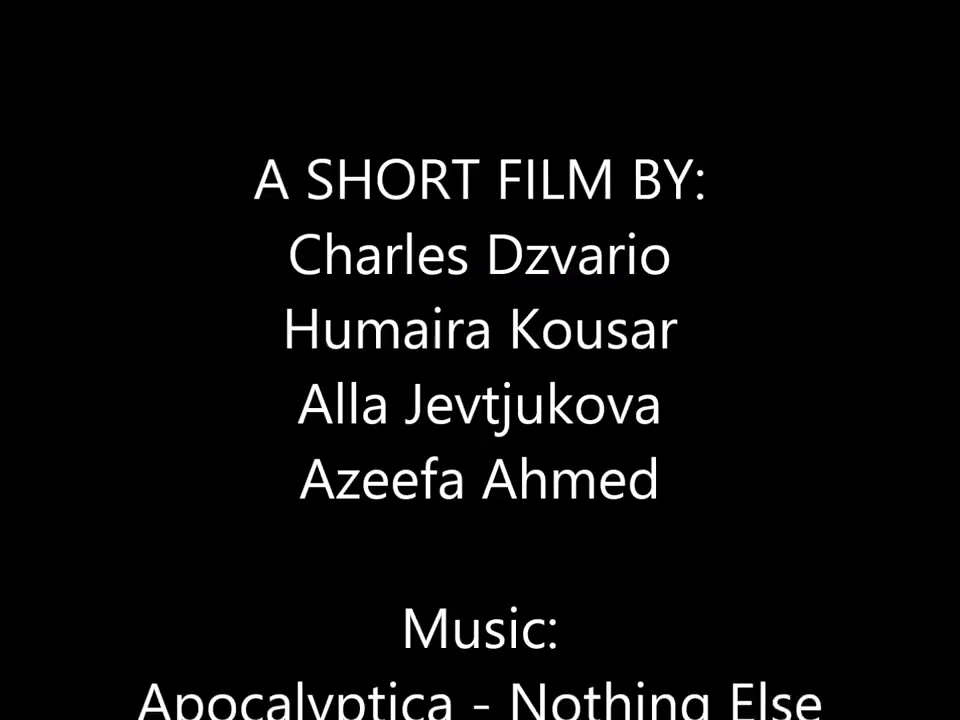 A SHORT FILM BY:
Charles Dzvario
Humaira Kousar
Alla Jevtjukova
Azeefa Ahmed
Music:
Apocalyptica - Nothing Else